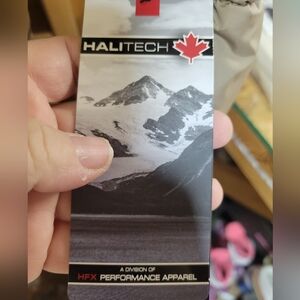 HALITECH
A DIVISION OF
HFX PERFORMANCE APPAREL